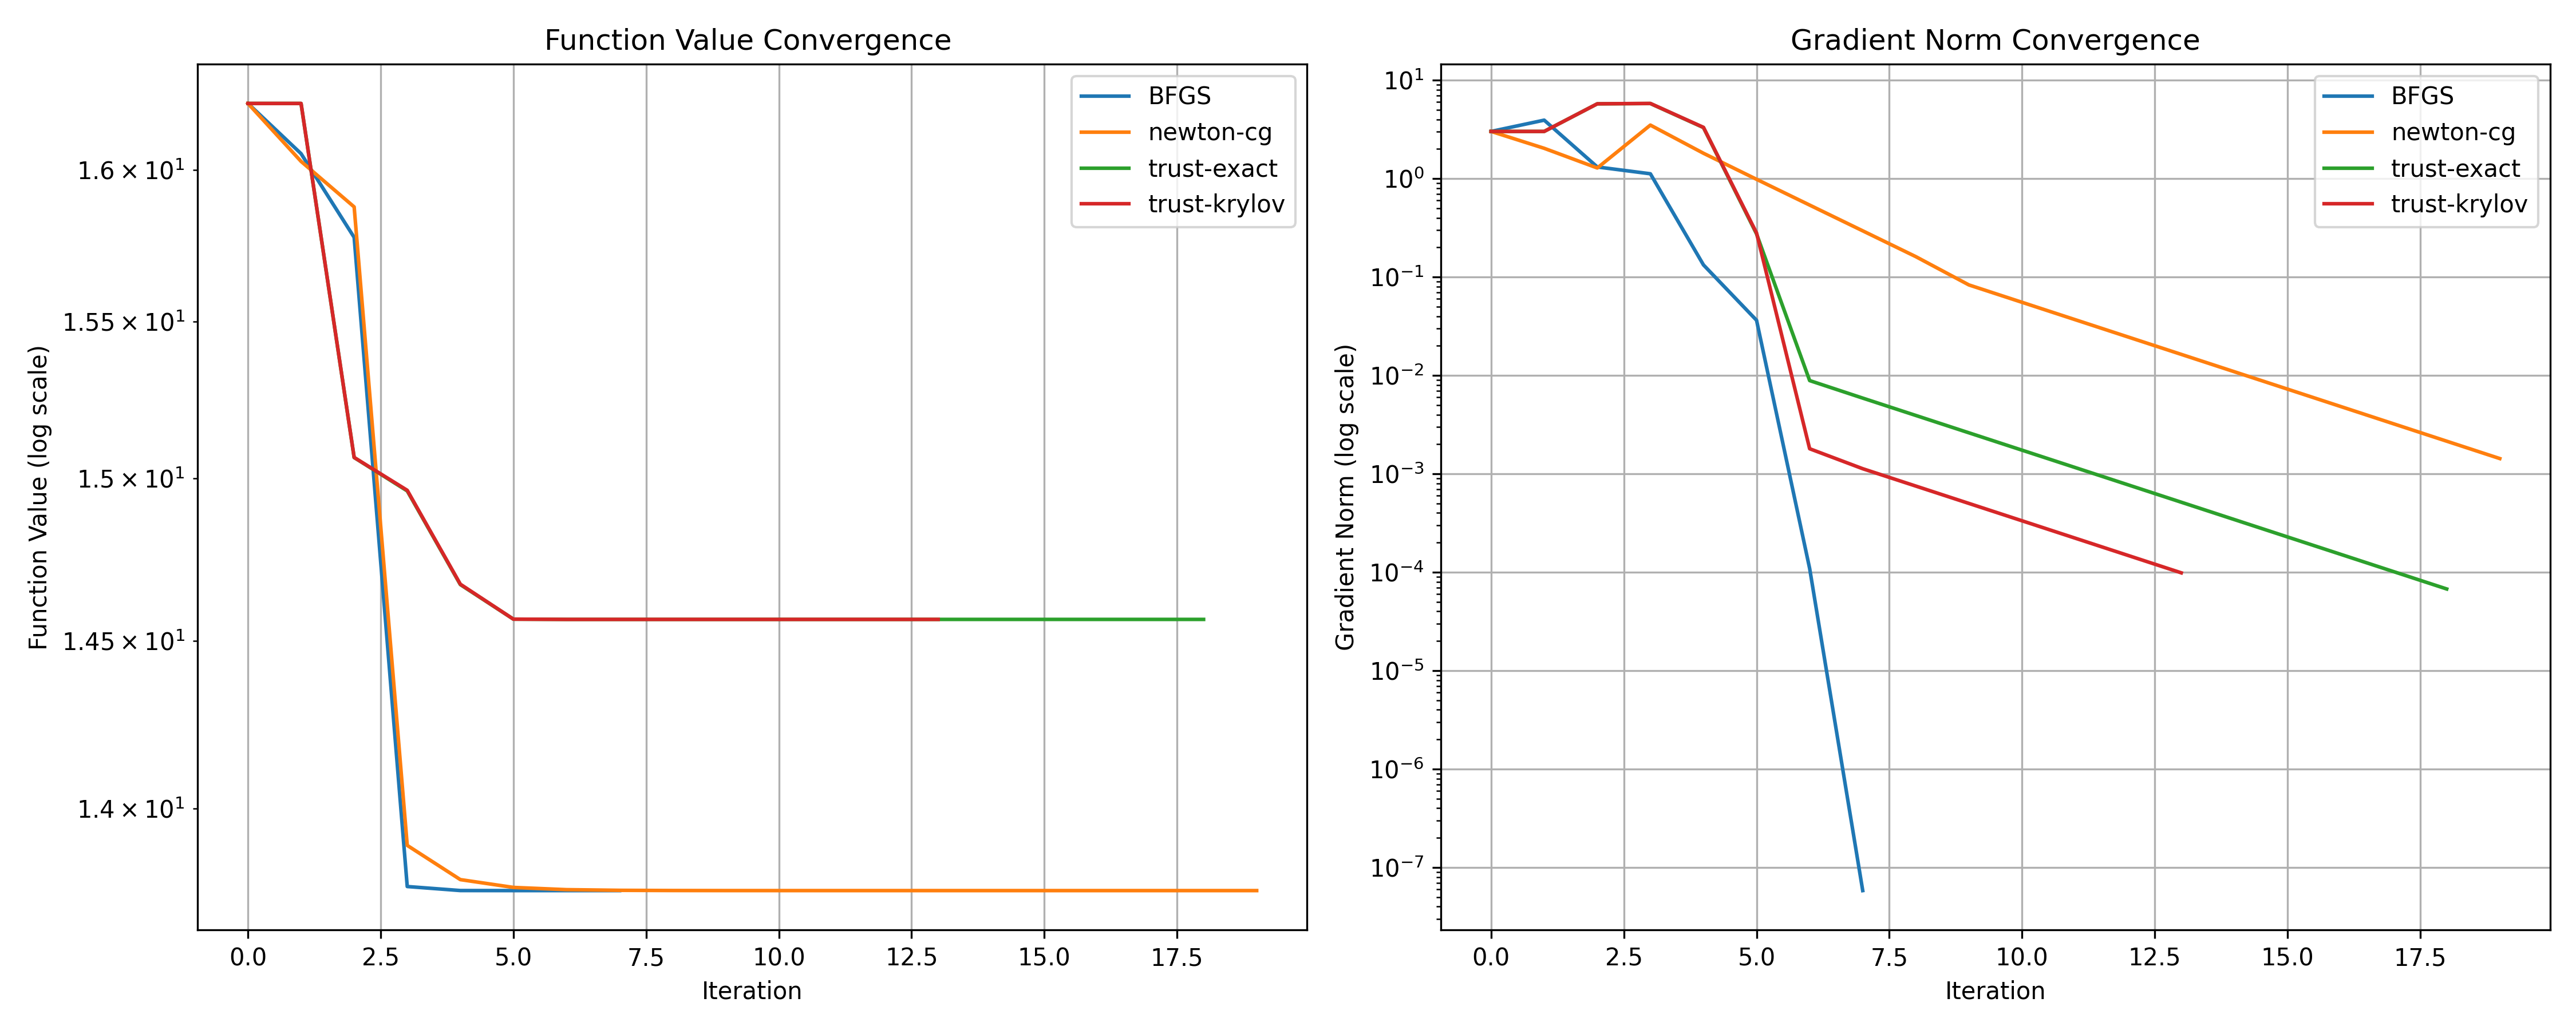 Function Value Convergence
Function Value (log scale)
1.6 × 10¹
1.55 × 10¹
1.5 × 10¹
1.45 × 10¹
1.4 × 10¹
BFGS
newton-cg
trust-exact
trust-krylov
0.0 2.5 5.0 7.5 10.0 12.5 15.0 17.5
Iteration
Gradient Norm Convergence
Gradient Norm (log scale)
10¹
10⁰
10⁻¹
10⁻²
10⁻³
10⁻⁴
10⁻⁵
10⁻⁶
10⁻⁷
BFGS
newton-cg
trust-exact
trust-krylov
0.0 2.5 5.0 7.5 10.0 12.5 15.0 17.5
Iteration